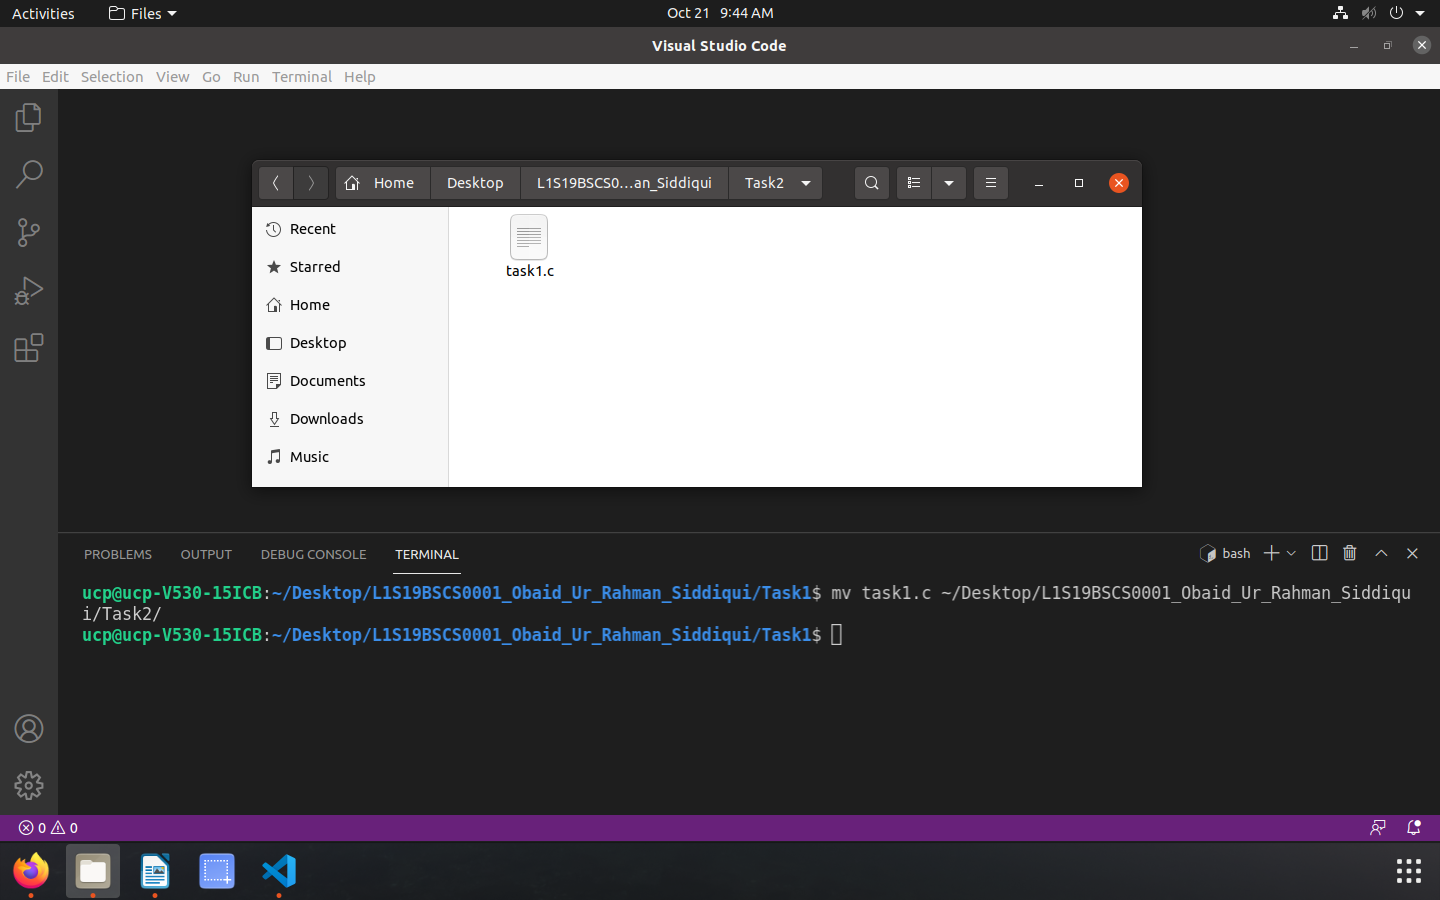 Activities Files Oct 21 9:44 AM
Visual Studio Code
File Edit Selection View Go Run Terminal Help
Home Desktop L1S19BSCS0...an_Siddiqui Task2
Recent
Starred
Home
Desktop
Documents
Downloads
Music
task1.c
PROBLEMS OUTPUT DEBUG CONSOLE TERMINAL bash
ucp@ucp-V530-15ICB:~/Desktop/L1S19BSCS0001_Obaid_Ur_Rahman_Siddiqui/Task1$ mv task1.c ~/Desktop/L1S19BSCS0001_Obaid_Ur_Rahman_Siddiqu
i/Task2/
ucp@ucp-V530-15ICB:~/Desktop/L1S19BSCS0001_Obaid_Ur_Rahman_Siddiqui/Task1$
0 0